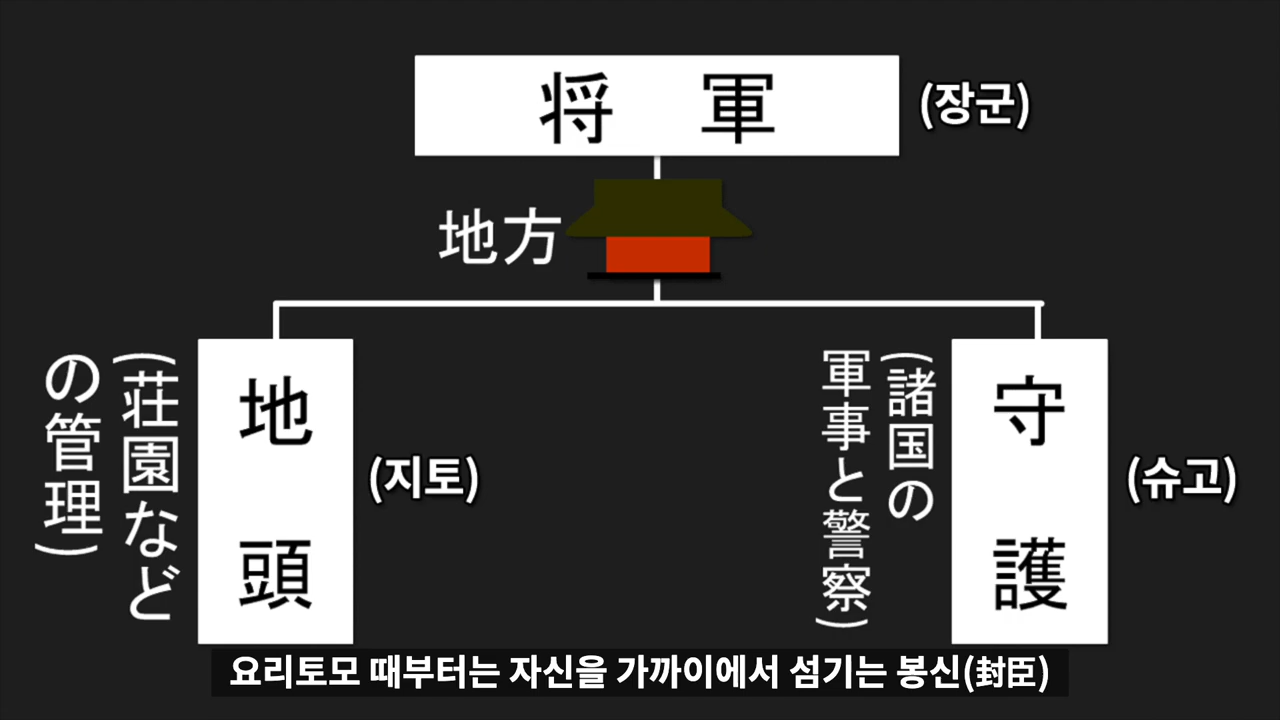 将軍
(장군)
地方
守護
(슈고)
(諸国の
軍事と警察)
地頭
(지토)
(荘園など
の管理)
요리토모 때부터는 자신을 가까이에서 섬기는 봉신(封臣)